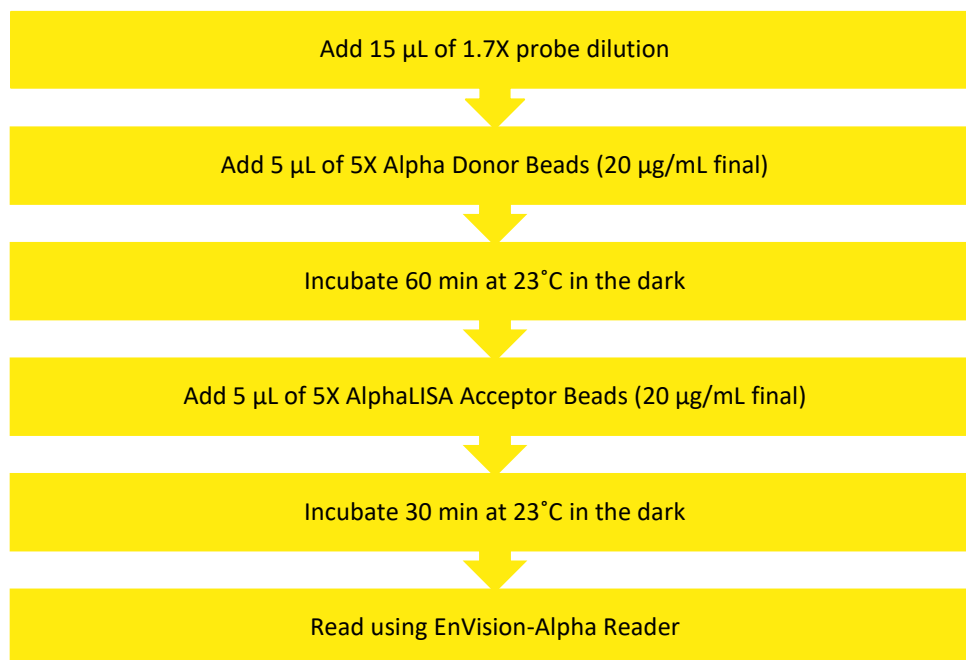 Add 15 µL of 1.7X probe dilution
Add 5 µL of 5X Alpha Donor Beads (20 µg/mL final)
Incubate 60 min at 23˚C in the dark
Add 5 µL of 5X AlphaLISA Acceptor Beads (20 µg/mL final)
Incubate 30 min at 23˚C in the dark
Read using EnVision-Alpha Reader